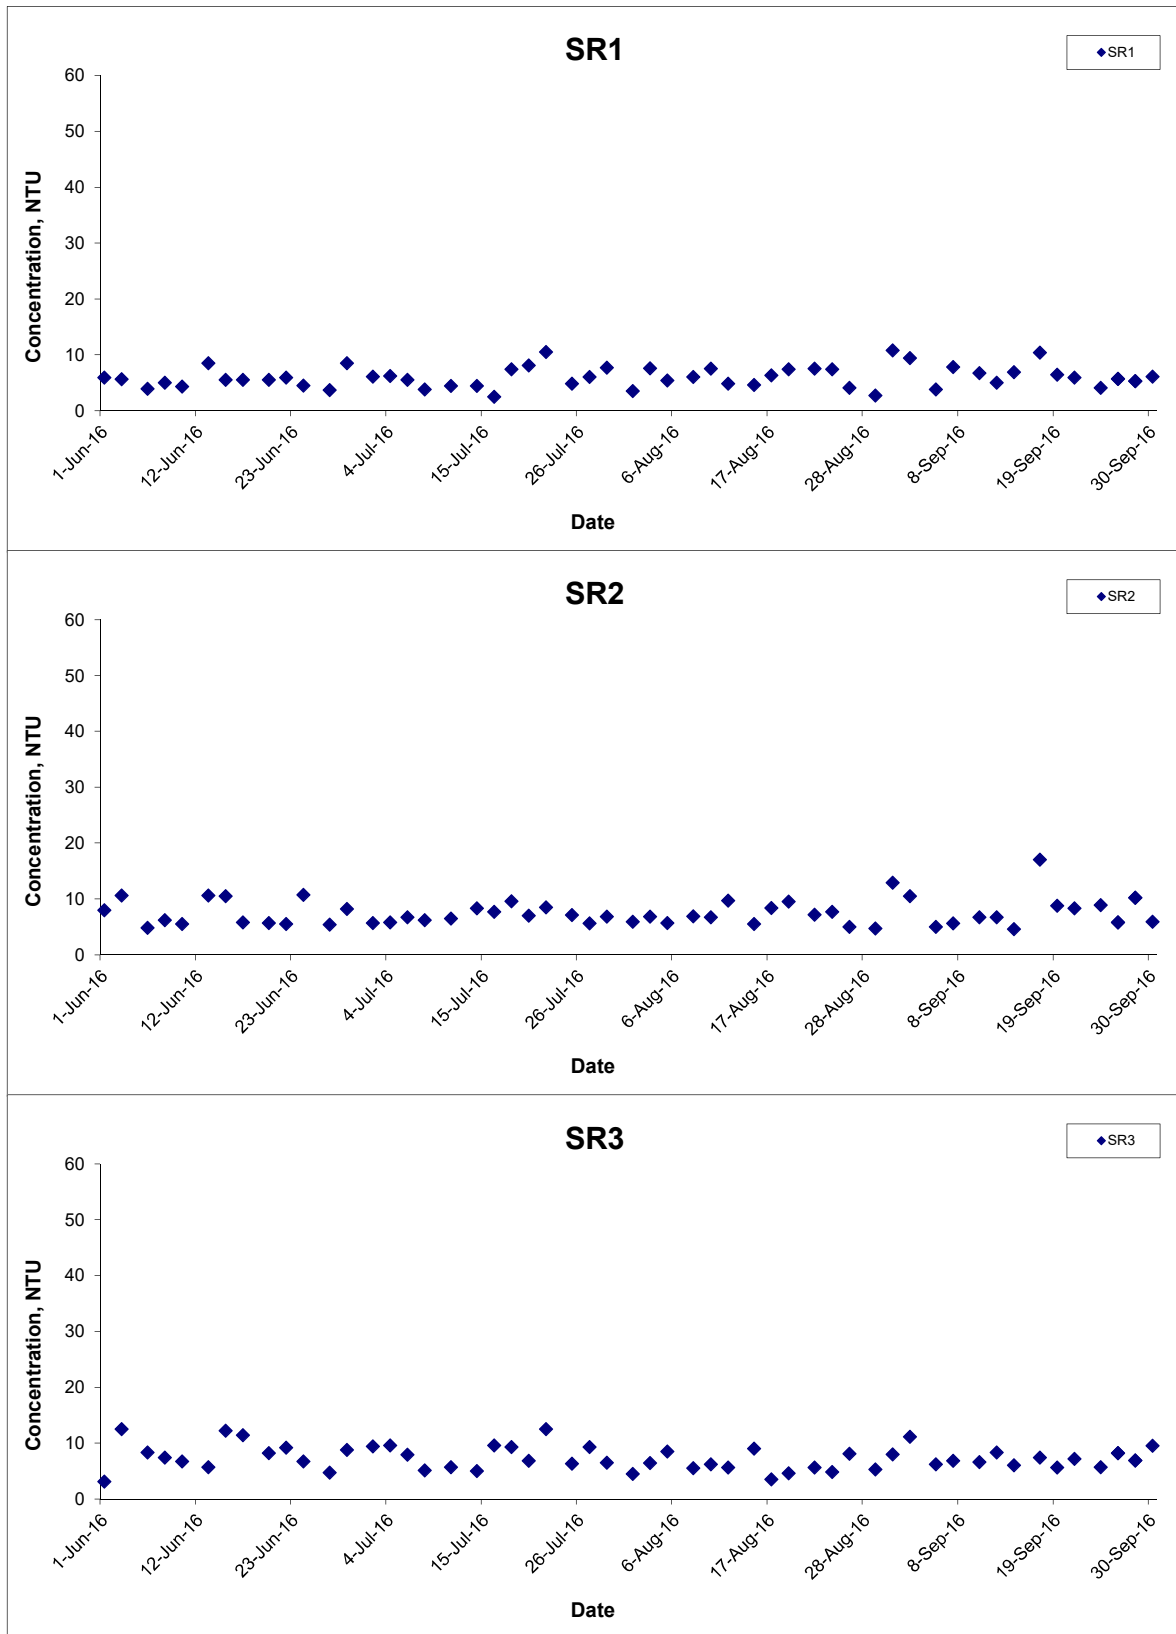 SR1
SR1
60
50
40
30
20
10
0
Concentration, NTU
1-Jun-16
12-Jun-16
23-Jun-16
4-Jul-16
15-Jul-16
26-Jul-16
6-Aug-16
17-Aug-16
28-Aug-16
8-Sep-16
19-Sep-16
30-Sep-16
Date
SR2
SR2
60
50
40
30
20
10
0
Concentration, NTU
1-Jun-16
12-Jun-16
23-Jun-16
4-Jul-16
15-Jul-16
26-Jul-16
6-Aug-16
17-Aug-16
28-Aug-16
8-Sep-16
19-Sep-16
30-Sep-16
Date
SR3
SR3
60
50
40
30
20
10
0
Concentration, NTU
1-Jun-16
12-Jun-16
23-Jun-16
4-Jul-16
15-Jul-16
26-Jul-16
6-Aug-16
17-Aug-16
28-Aug-16
8-Sep-16
19-Sep-16
30-Sep-16
Date